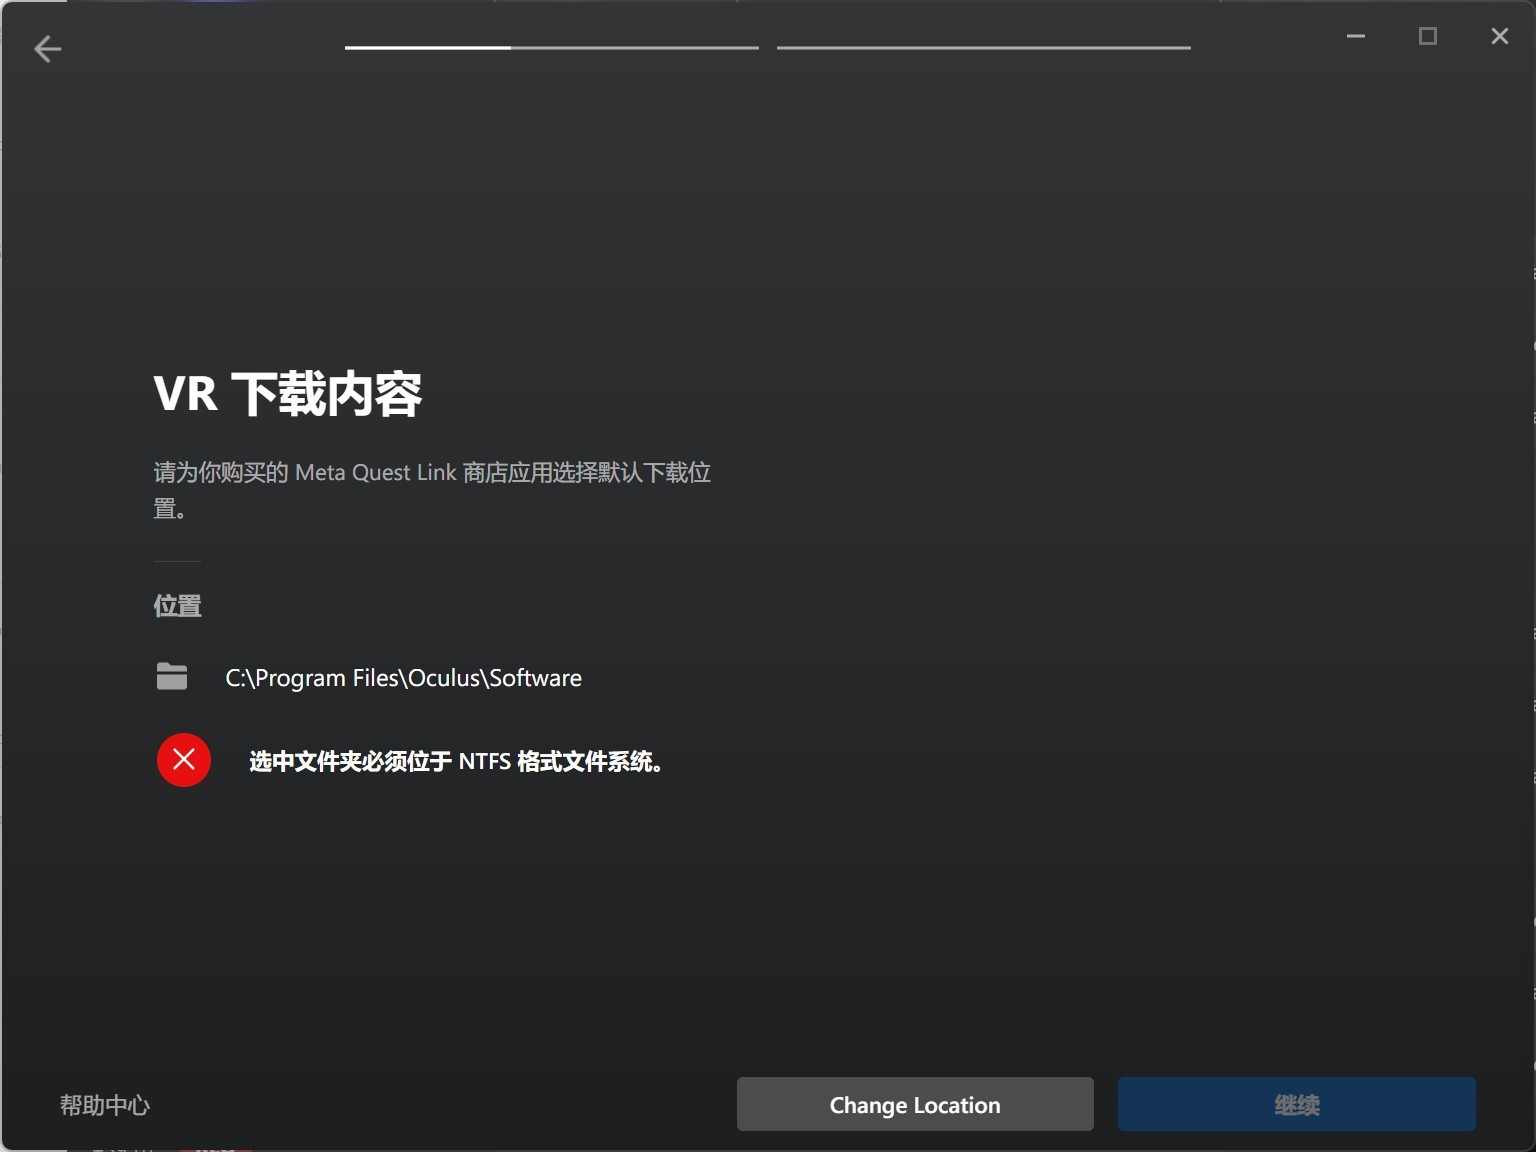 VR 下载内容
请为你购买的 Meta Quest Link 商店应用选择默认下载位
置。
位置
C:\Program Files\Oculus\Software
选中文件夹必须位于 NTFS 格式文件系统。
帮助中心
Change Location
继续